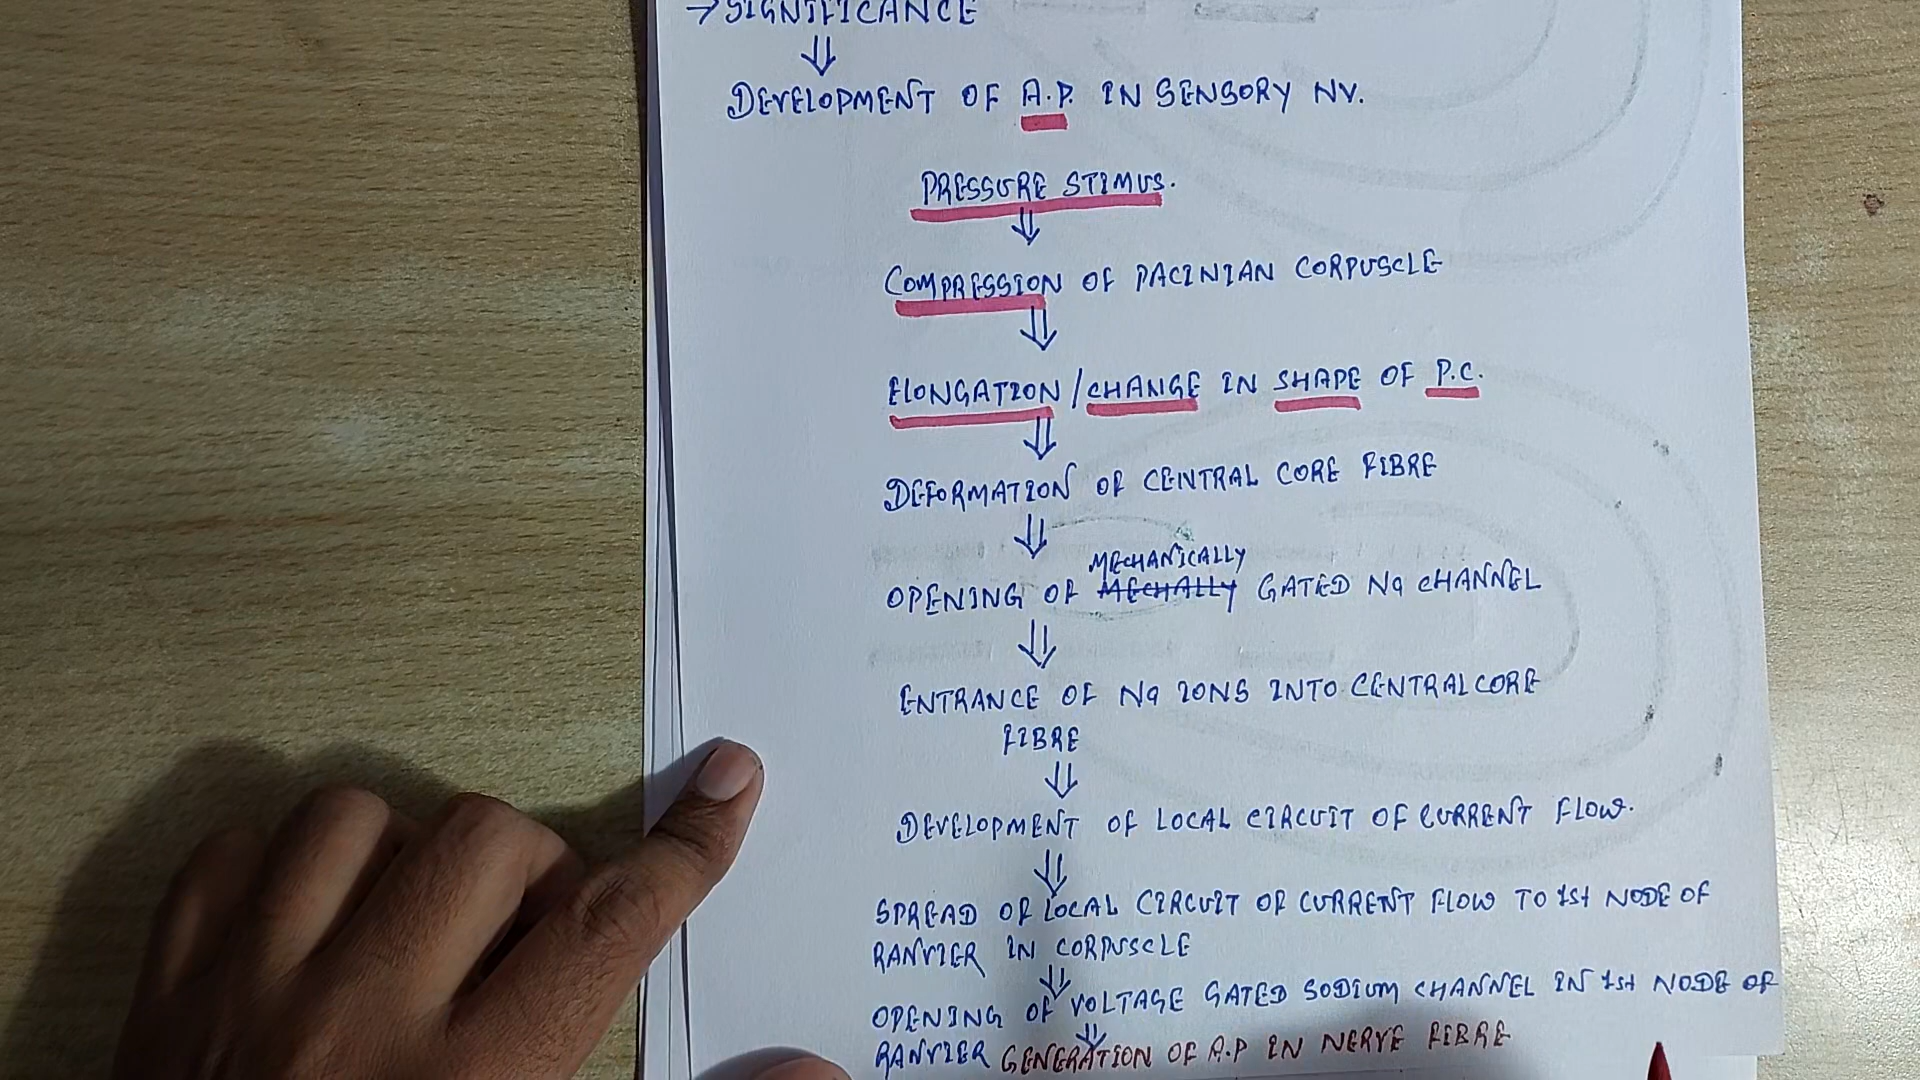 → SIGNIFICANCE
⇓
DEVELOPMENT OF A.P. IN SENSORY NV.
PRESSURE STIMUS.
⇓
COMPRESSION OF PACINIAN CORPUSCLE
⇓
ELONGATION / CHANGE IN SHAPE OF P.C.
⇓
DEFORMATION OF CENTRAL CORE FIBRE
⇓
MECHANICALLY
OPENING OF MECHALLY GATED Na CHANNEL
⇓
ENTRANCE OF Na IONS INTO CENTRAL CORE
FIBRE
⇓
DEVELOPMENT OF LOCAL CIRCUIT OF CURRENT FLOW.
⇓
SPREAD OF LOCAL CIRCUIT OF CURRENT FLOW TO 1st NODE OF
RANVIER IN CORPUSCLE
⇓
OPENING OF VOLTAGE GATED SODIUM CHANNEL IN 1st NODE OF
⇓
RANVIER GENERATION OF A.P IN NERVE FIBRE